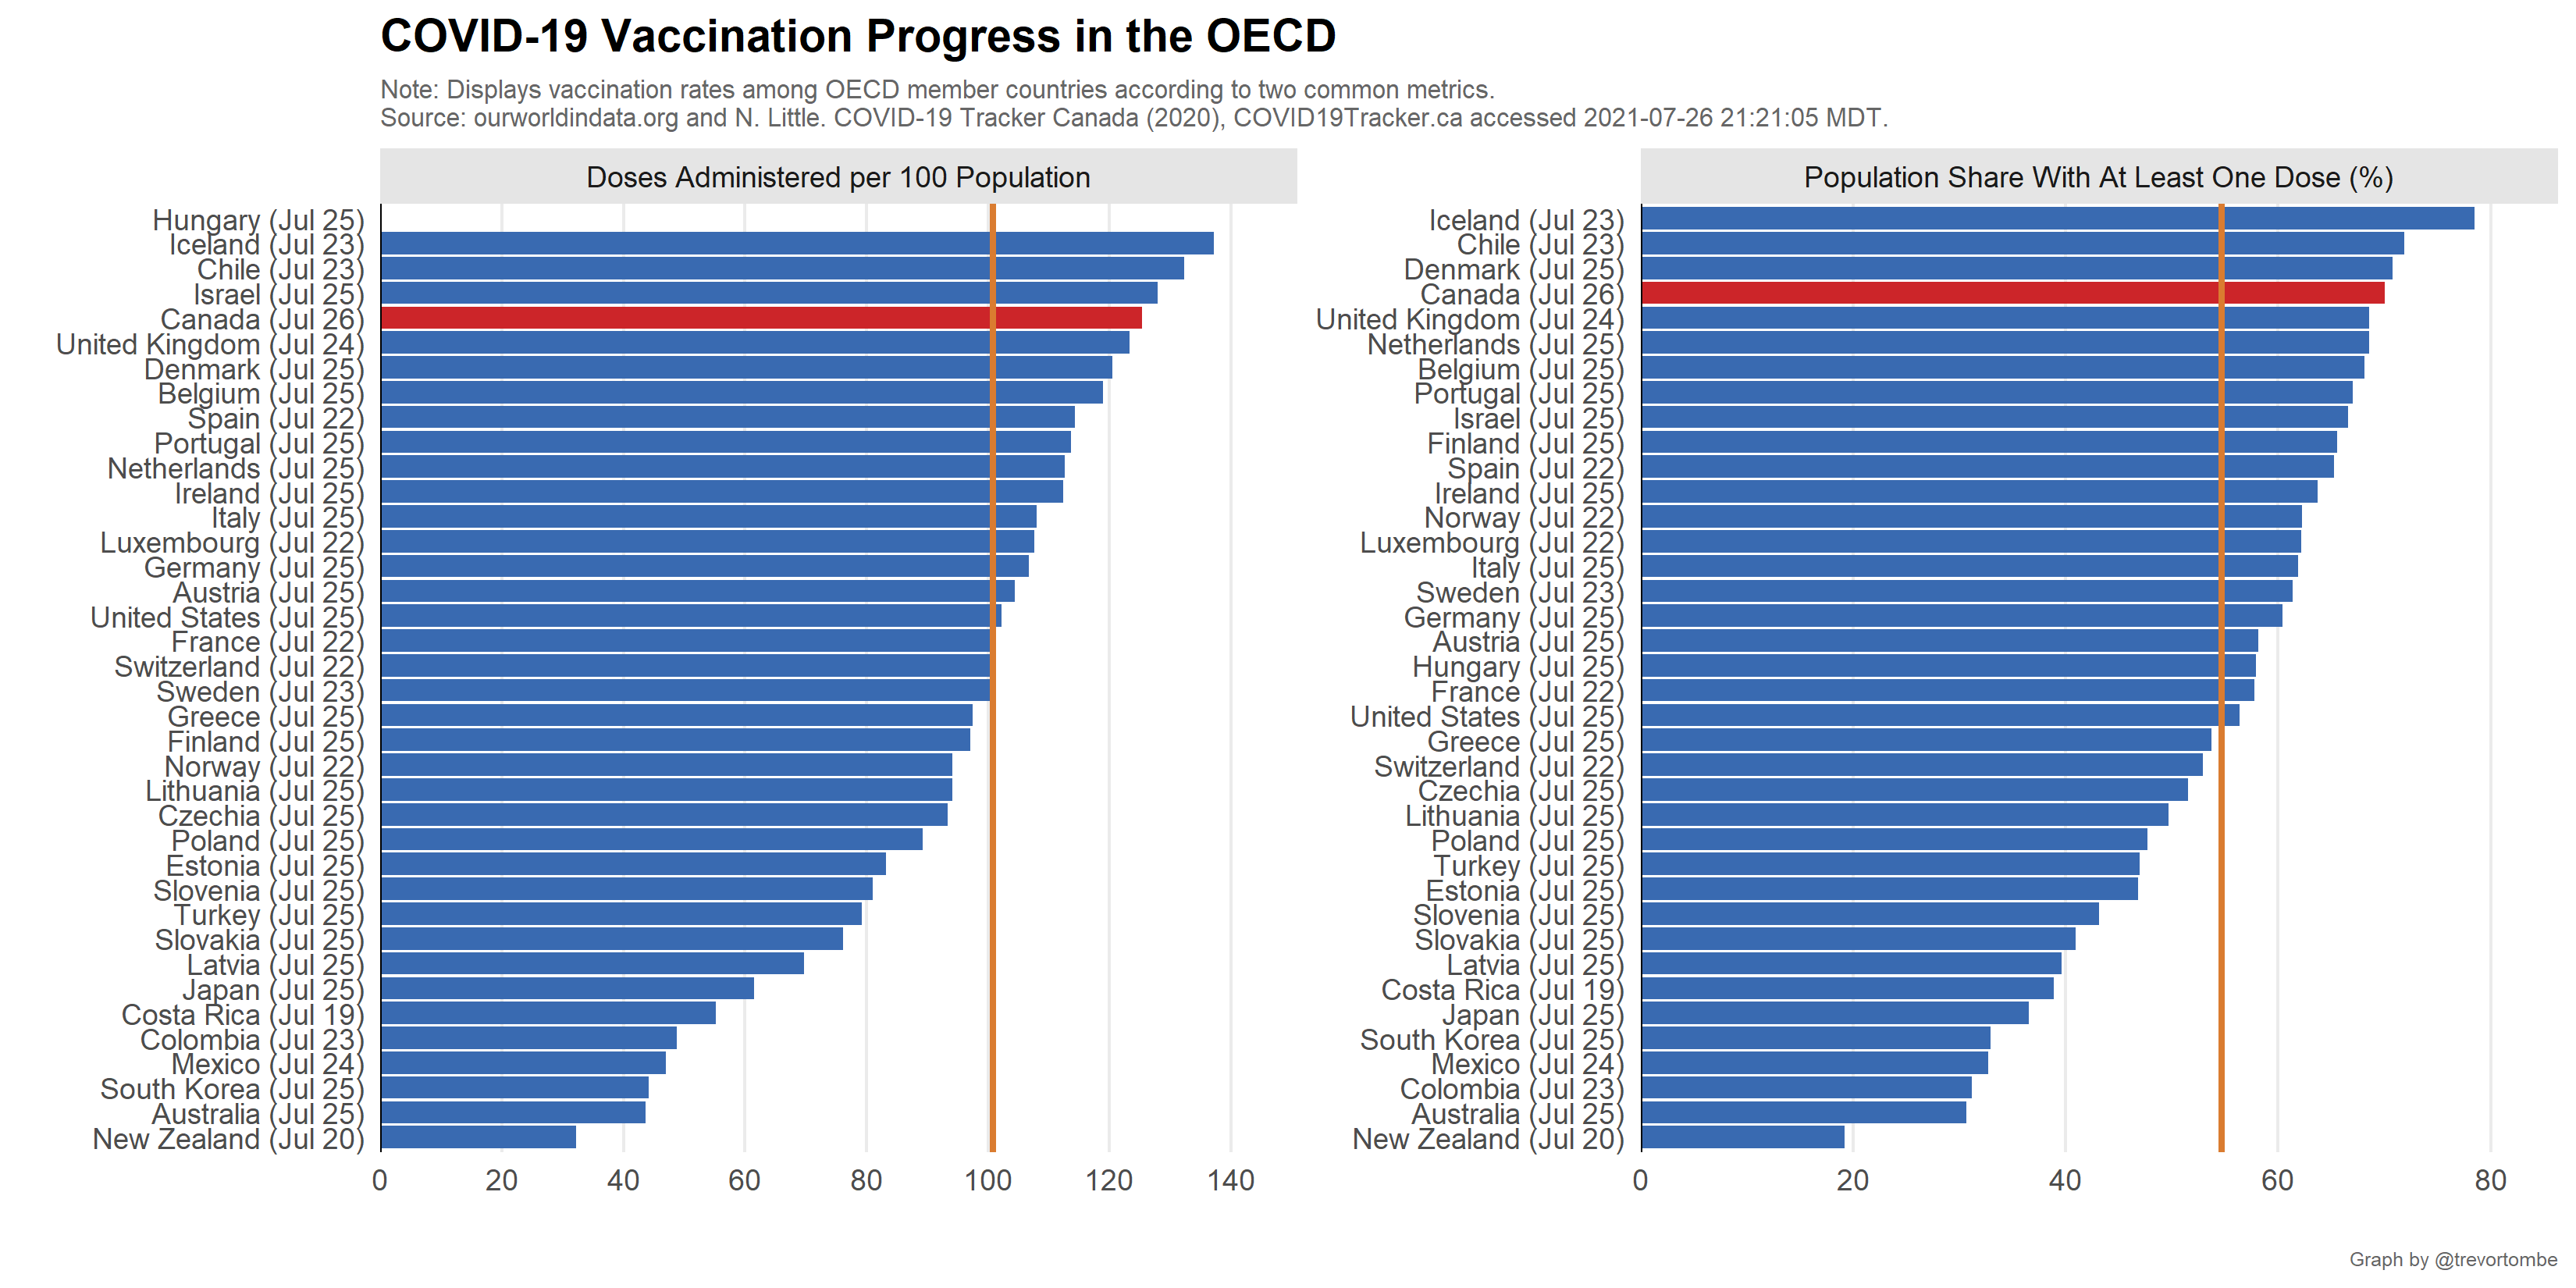 COVID-19 Vaccination Progress in the OECD
Note: Displays vaccination rates among OECD member countries according to two common metrics.
Source: ourworldindata.org and N. Little. COVID-19 Tracker Canada (2020), COVID19Tracker.ca accessed 2021-07-26 21:21:05 MDT.
Doses Administered per 100 Population
Hungary (Jul 25)
Iceland (Jul 23)
Chile (Jul 23)
Israel (Jul 25)
Canada (Jul 26)
United Kingdom (Jul 24)
Denmark (Jul 25)
Belgium (Jul 25)
Spain (Jul 22)
Portugal (Jul 25)
Netherlands (Jul 25)
Ireland (Jul 25)
Italy (Jul 25)
Luxembourg (Jul 22)
Germany (Jul 25)
Austria (Jul 25)
United States (Jul 25)
France (Jul 22)
Switzerland (Jul 22)
Sweden (Jul 23)
Greece (Jul 25)
Finland (Jul 25)
Norway (Jul 22)
Lithuania (Jul 25)
Czechia (Jul 25)
Poland (Jul 25)
Estonia (Jul 25)
Slovenia (Jul 25)
Turkey (Jul 25)
Slovakia (Jul 25)
Latvia (Jul 25)
Japan (Jul 25)
Costa Rica (Jul 19)
Colombia (Jul 23)
Mexico (Jul 24)
South Korea (Jul 25)
Australia (Jul 25)
New Zealand (Jul 20)
0 20 40 60 80 100 120 140
Population Share With At Least One Dose (%)
Iceland (Jul 23)
Chile (Jul 23)
Denmark (Jul 25)
Canada (Jul 26)
United Kingdom (Jul 24)
Netherlands (Jul 25)
Belgium (Jul 25)
Portugal (Jul 25)
Israel (Jul 25)
Finland (Jul 25)
Spain (Jul 22)
Ireland (Jul 25)
Norway (Jul 22)
Luxembourg (Jul 22)
Italy (Jul 25)
Sweden (Jul 23)
Germany (Jul 25)
Austria (Jul 25)
Hungary (Jul 25)
France (Jul 22)
United States (Jul 25)
Greece (Jul 25)
Switzerland (Jul 22)
Czechia (Jul 25)
Lithuania (Jul 25)
Poland (Jul 25)
Turkey (Jul 25)
Estonia (Jul 25)
Slovenia (Jul 25)
Slovakia (Jul 25)
Latvia (Jul 25)
Costa Rica (Jul 19)
Japan (Jul 25)
South Korea (Jul 25)
Mexico (Jul 24)
Colombia (Jul 23)
Australia (Jul 25)
New Zealand (Jul 20)
0 20 40 60 80
Graph by @trevortombe